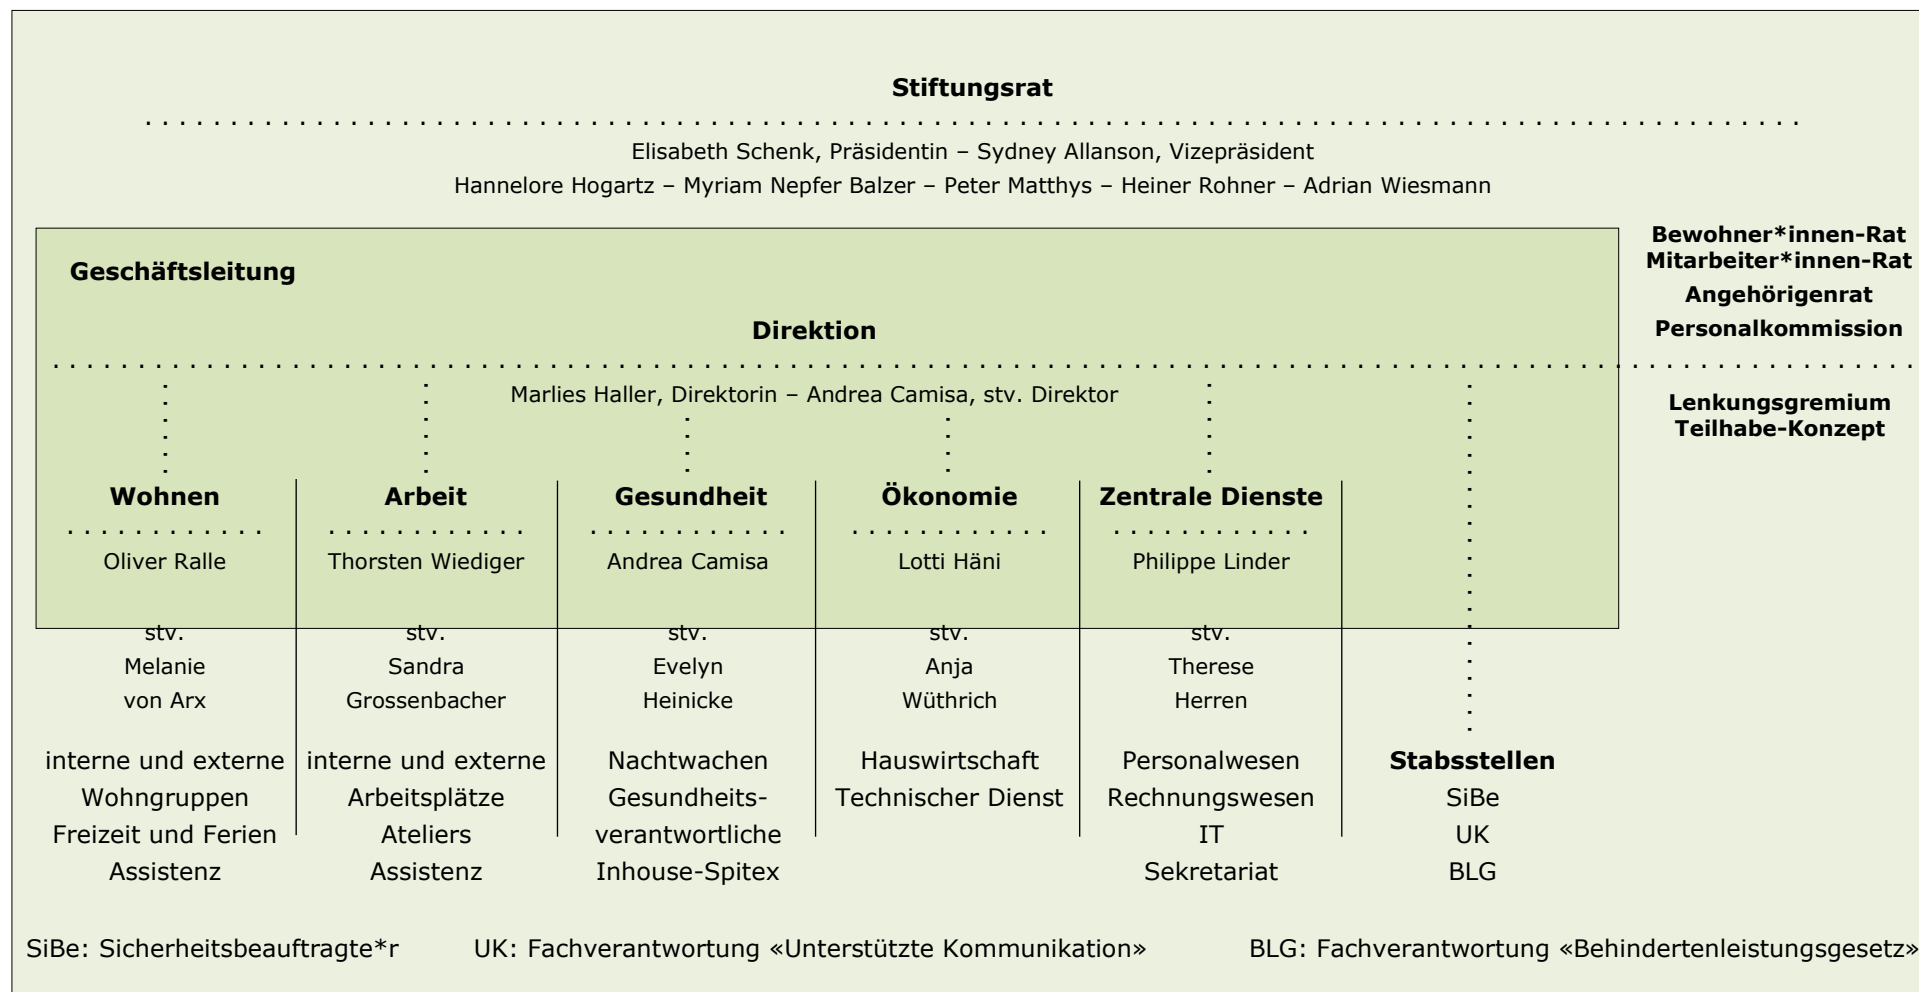 Stiftungsrat
Elisabeth Schenk, Präsidentin – Sydney Allanson, Vizepräsident
Hannelore Hogartz – Myriam Nepfer Balzer – Peter Matthys – Heiner Rohner – Adrian Wiesmann
Bewohner*innen-Rat
Mitarbeiter*innen-Rat
Angehörigenrat
Personalkommission
Lenkungsgremium
Teilhabe-Konzept
Geschäftsleitung
Direktion
Marlies Haller, Direktorin – Andrea Camisa, stv. Direktor
Wohnen
Oliver Ralle
stv.
Melanie
von Arx
interne und externe
Wohngruppen
Freizeit und Ferien
Assistenz
Arbeit
Thorsten Wiediger
stv.
Sandra
Grossenbacher
interne und externe
Arbeitsplätze
Ateliers
Assistenz
Gesundheit
Andrea Camisa
stv.
Evelyn
Heinicke
Nachtwachen
Gesundheits-
verantwortliche
Inhouse-Spitex
Ökonomie
Lotti Häni
stv.
Anja
Wüthrich
Hauswirtschaft
Technischer Dienst
Zentrale Dienste
Philippe Linder
stv.
Therese
Herren
Personalwesen
Rechnungswesen
IT
Sekretariat
Stabsstellen
SiBe
UK
BLG
SiBe: Sicherheitsbeauftragte*r
UK: Fachverantwortung «Unterstützte Kommunikation»
BLG: Fachverantwortung «Behindertenleistungsgesetz»